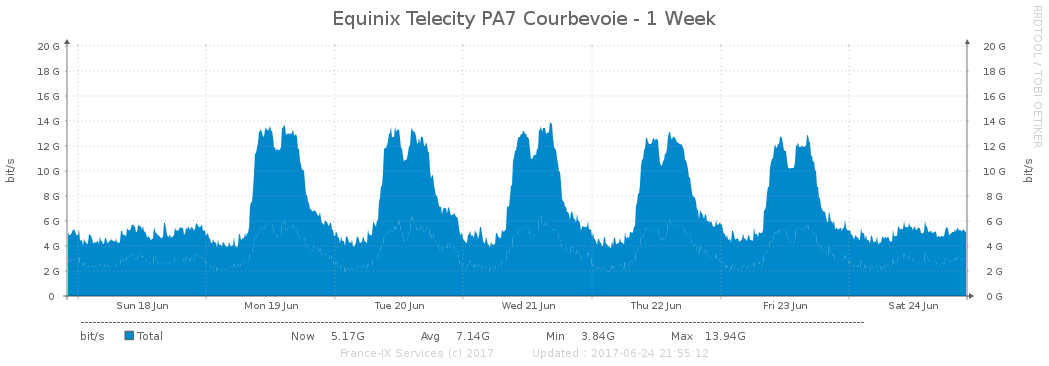 Equinix Telecity PA7 Courbevoie - 1 Week
RRDTOOL / TOBI OETIKER
20 G 20 G
18 G 18 G
16 G 16 G
14 G 14 G
12 G 12 G
10 G 10 G
8 G 8 G
6 G 6 G
4 G 4 G
2 G 2 G
0 0 G
bit/s bit/s
Sun 18 Jun Mon 19 Jun Tue 20 Jun Wed 21 Jun Thu 22 Jun Fri 23 Jun Sat 24 Jun
bit/s Total Now 5.17G Avg 7.14G Min 3.84G Max 13.94G
France-IX Services (c) 2017 Updated : 2017-06-24 21:55:12